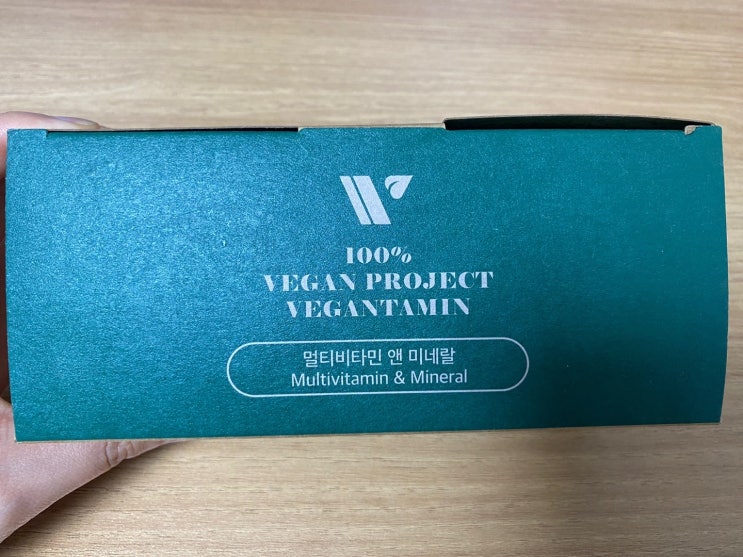 100%
VEGAN PROJECT
VEGANTAMIN
멀티비타민 앤 미네랄
Multivitamin & Mineral